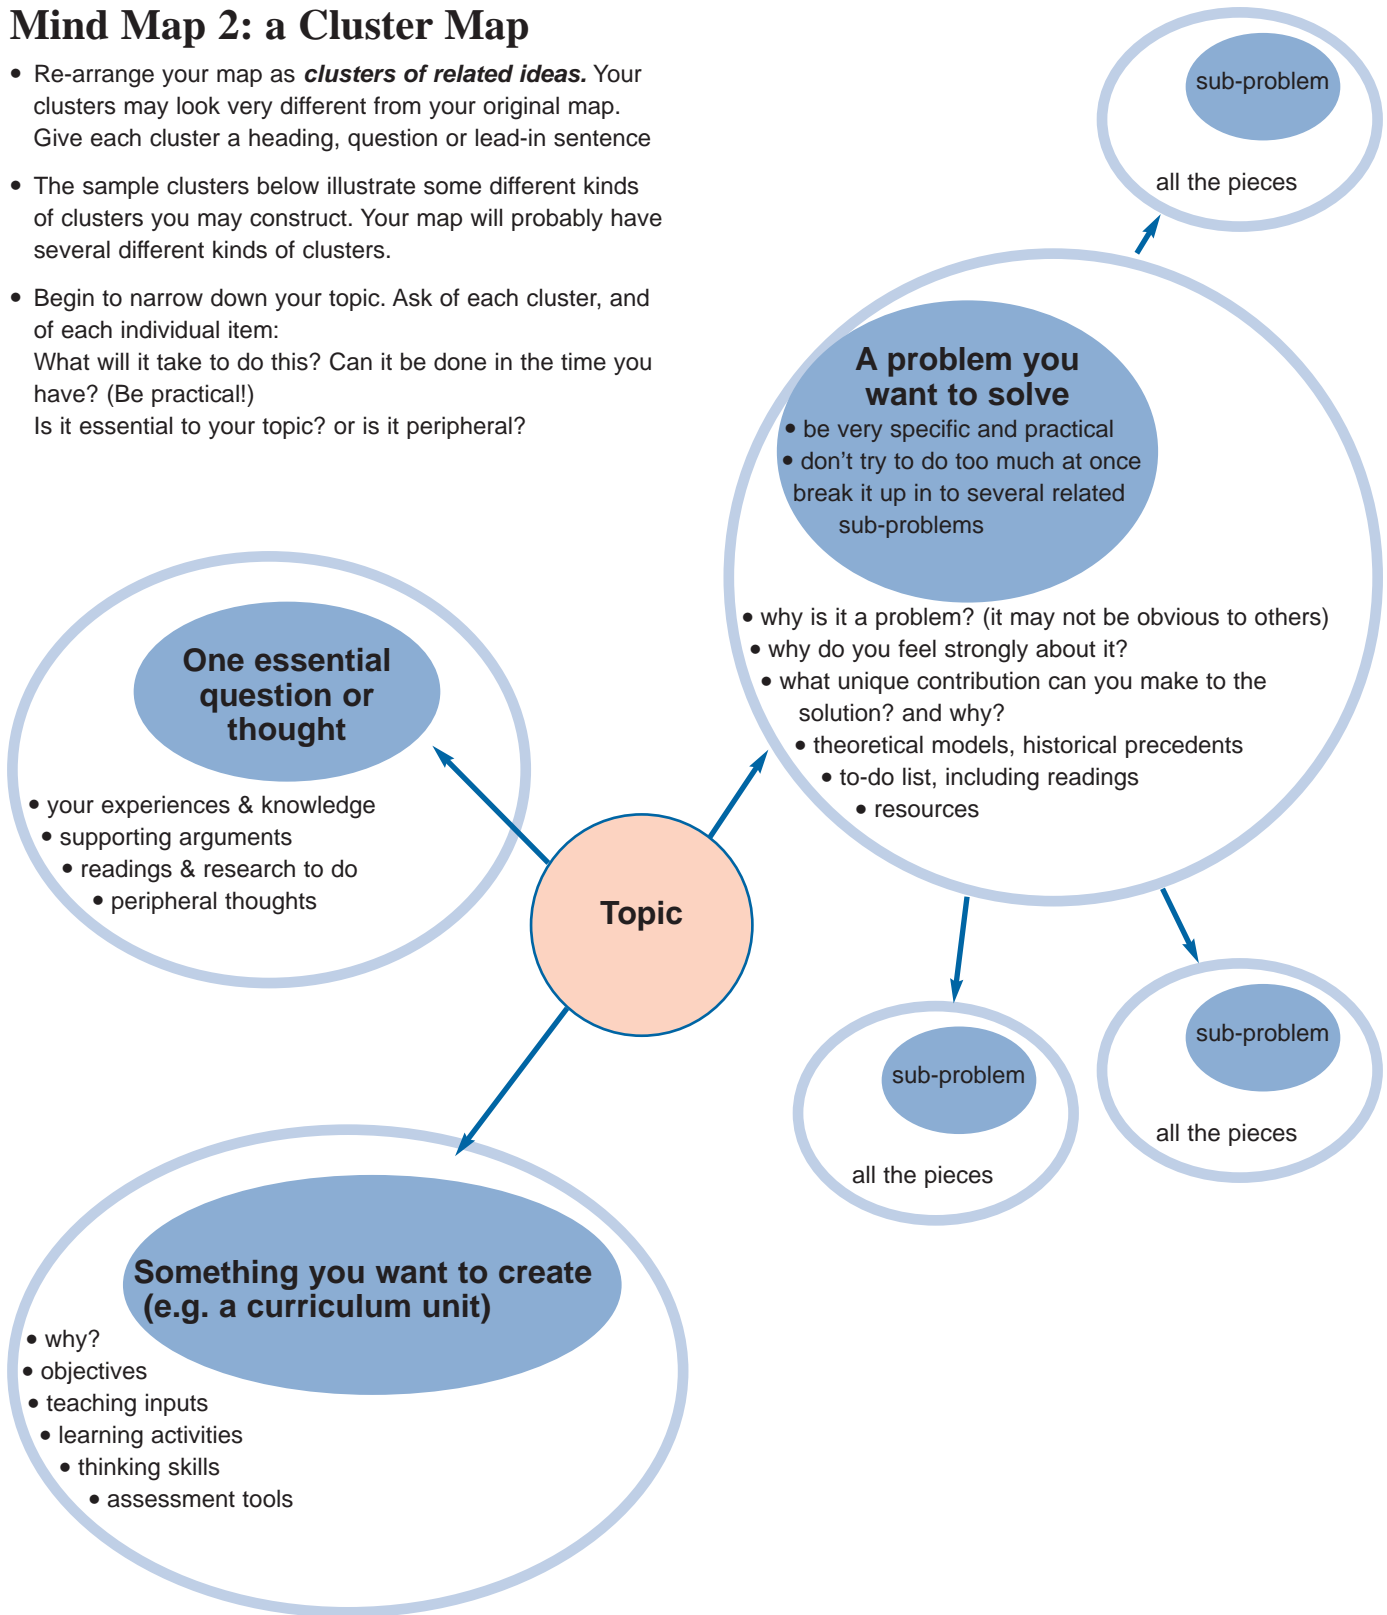 Mind Map 2: a Cluster Map
• Re-arrange your map as clusters of related ideas. Your
clusters may look very different from your original map.
Give each cluster a heading, question or lead-in sentence
• The sample clusters below illustrate some different kinds
of clusters you may construct. Your map will probably have
several different kinds of clusters.
• Begin to narrow down your topic. Ask of each cluster, and
of each individual item:
What will it take to do this? Can it be done in the time you
have? (Be practical!)
Is it essential to your topic? or is it peripheral?
sub-problem
all the pieces
A problem you
want to solve
• be very specific and practical
• don't try to do too much at once
break it up in to several related
sub-problems
• why is it a problem? (it may not be obvious to others)
• why do you feel strongly about it?
• what unique contribution can you make to the
solution? and why?
• theoretical models, historical precedents
• to-do list, including readings
• resources
One essential
question or
thought
• your experiences & knowledge
• supporting arguments
• readings & research to do
• peripheral thoughts
Topic
sub-problem
all the pieces
sub-problem
all the pieces
Something you want to create
(e.g. a curriculum unit)
• why?
• objectives
• teaching inputs
• learning activities
• thinking skills
• assessment tools